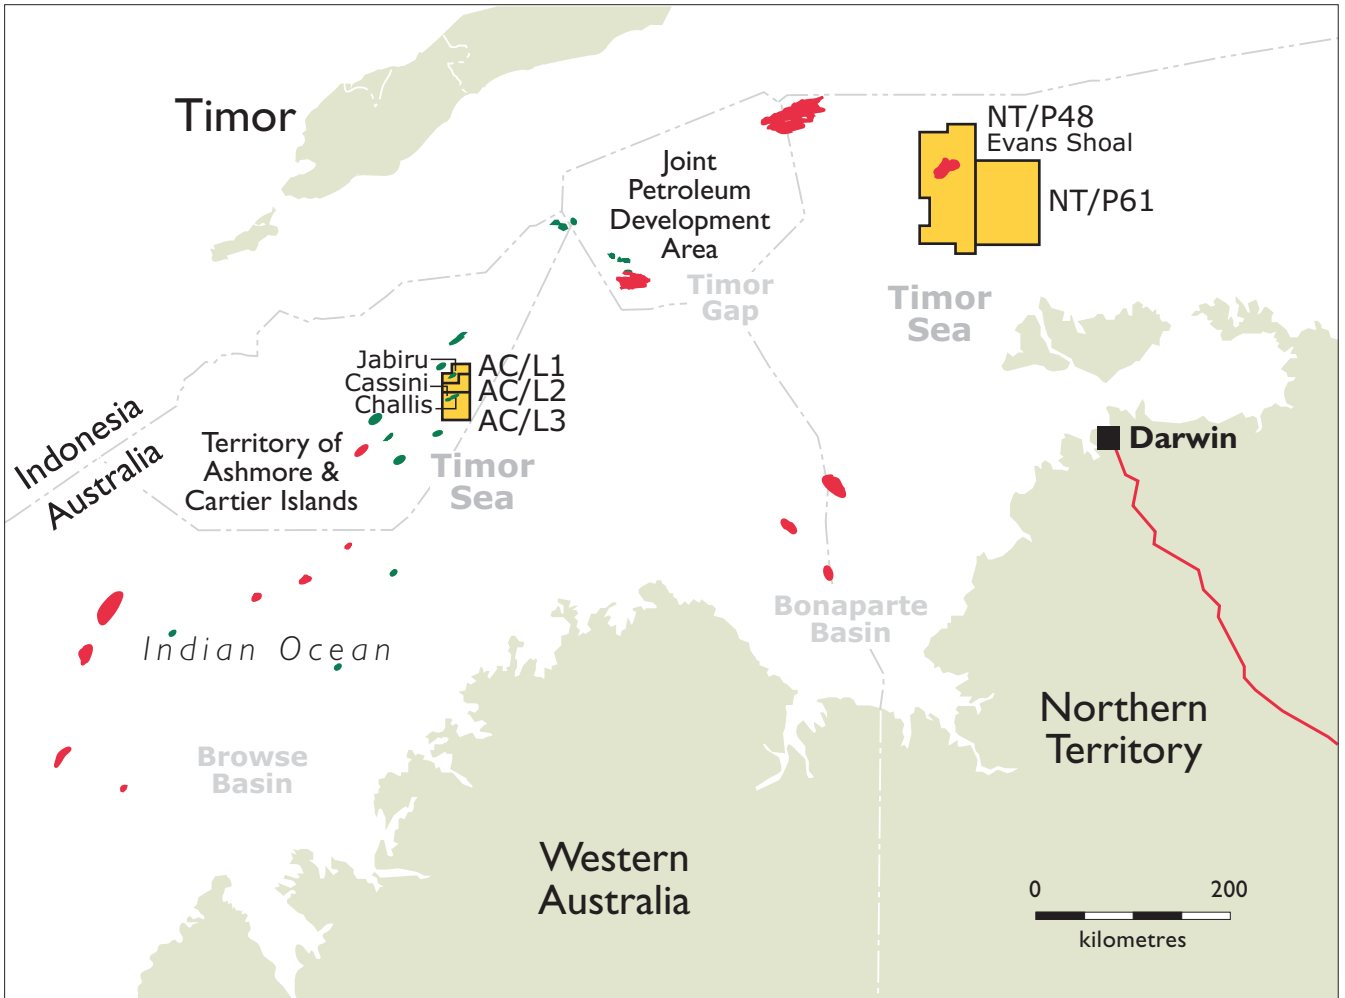 Timor
NT/P48
Evans Shoal
Joint
Petroleum
Development
Area
NT/P61
Timor
Gap
Timor
Sea
Jabiru
Cassini
Challis
AC/L1
AC/L2
AC/L3
Indonesia
Australia
Territory of
Ashmore &
Cartier Islands
Timor
Sea
Darwin
Bonaparte
Basin
Indian Ocean
Northern
Territory
Browse
Basin
Western
Australia
0 200
kilometres